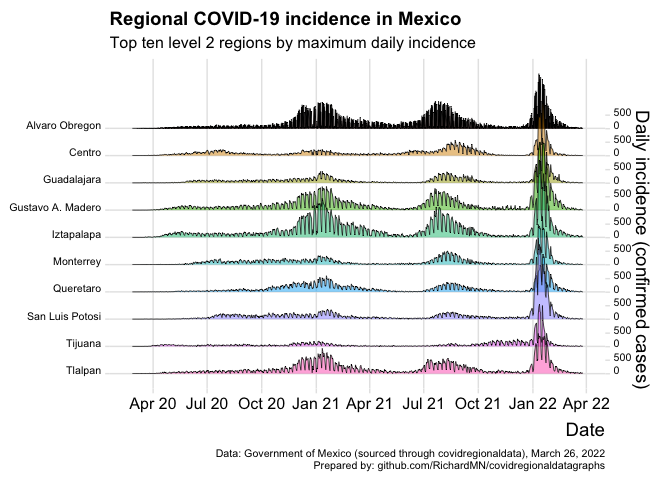 Regional COVID-19 incidence in Mexico
Top ten level 2 regions by maximum daily incidence
Alvaro Obregon
Centro
Guadalajara
Gustavo A. Madero
Iztapalapa
Monterrey
Queretaro
San Luis Potosi
Tijuana
Tlalpan
500
0
500
0
500
0
500
0
500
0
500
0
500
0
500
0
500
0
500
0
Daily incidence (confirmed cases)
Apr 20 Jul 20 Oct 20 Jan 21 Apr 21 Jul 21 Oct 21 Jan 22 Apr 22
Date
Data: Government of Mexico (sourced through covidregionaldata), March 26, 2022
Prepared by: github.com/RichardMN/covidregionaldatagraphs